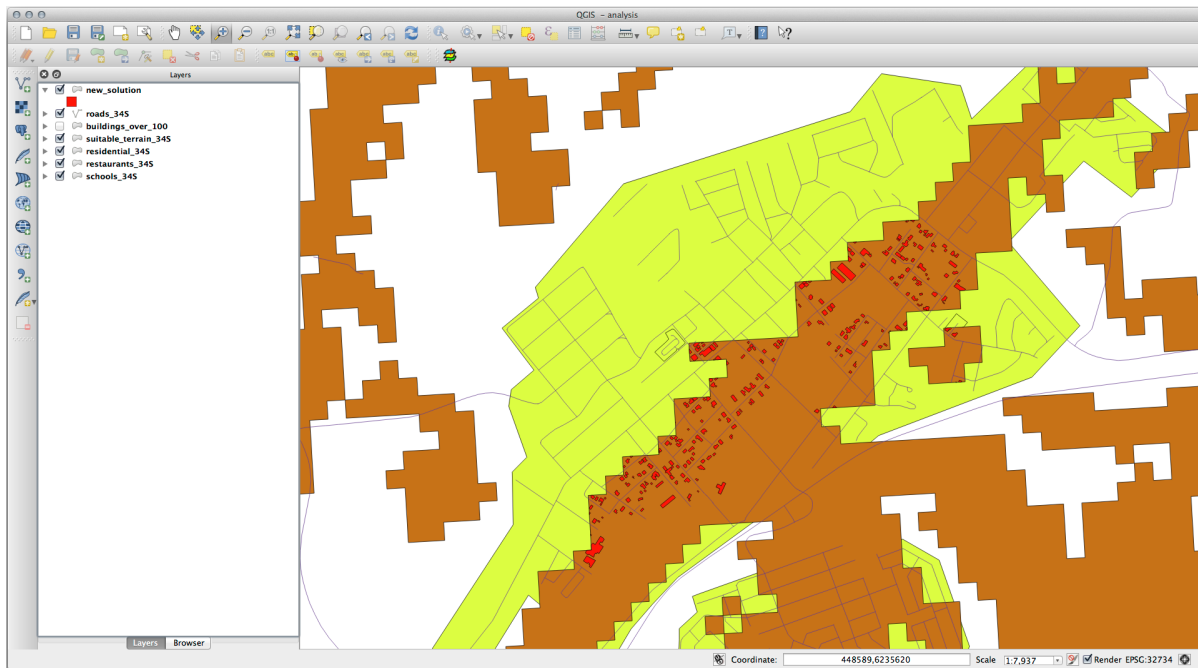 QGIS - analysis
Layers
new_solution
roads_34S
buildings_over_100
suitable_terrain_34S
residential_34S
restaurants_34S
schools_34S
Layers
Browser
Coordinate:
448589,6235620
Scale
1:7,937
Render
EPSG:32734